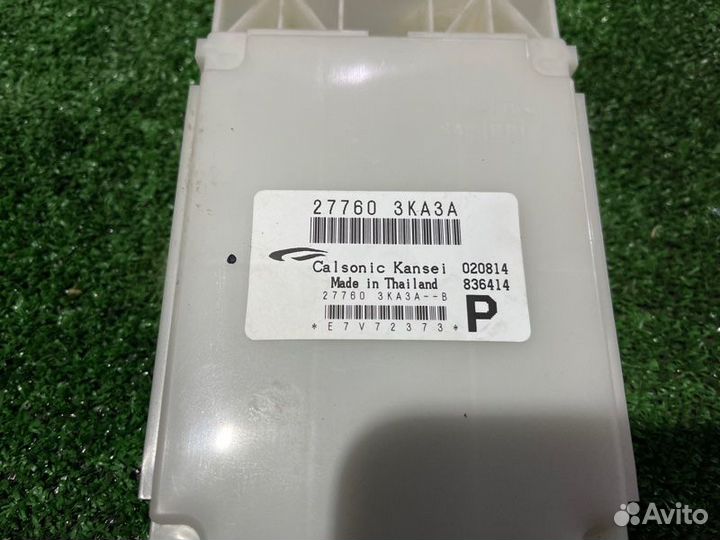 27760 3KA3A
Calsonic Kansei 020814
Made in Thailand 836414
27760 3KA3A--B
*E7V72373* P
Avito